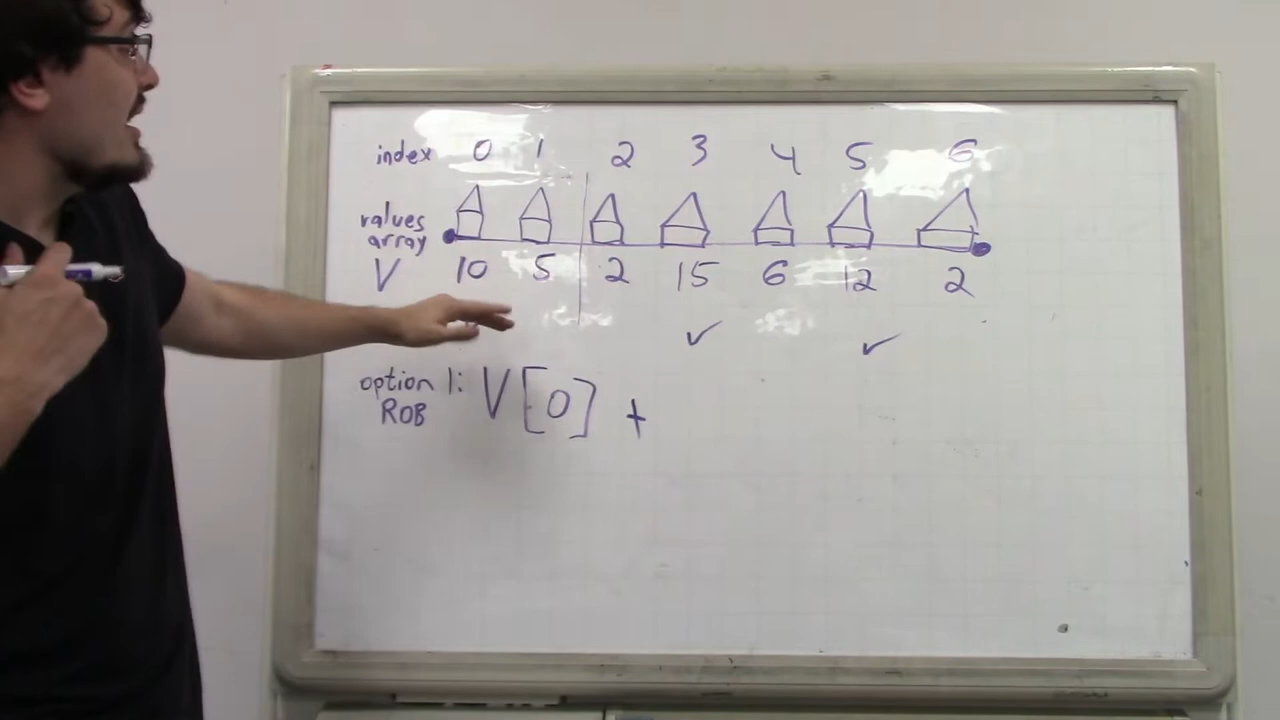 index 0 1 2 3 4 5 6
values
array
V 10 5 2 15 6 12 2
✓ ✓
option 1: V[0] +
ROB